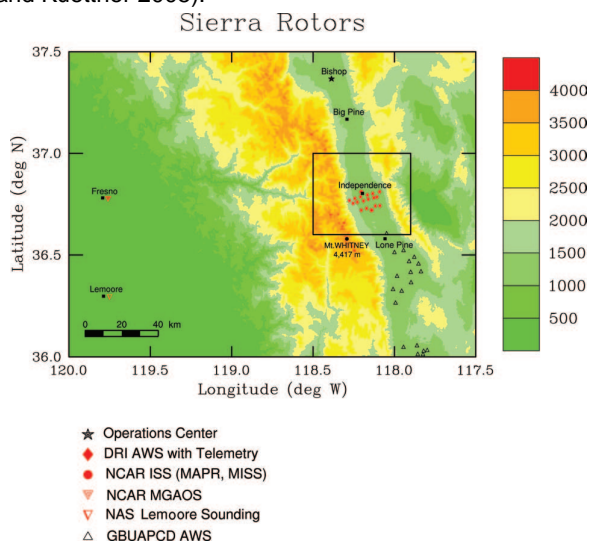 and Kuettner 2005).
Sierra Rotors
37.5
37.0
36.5
36.0
Latitude (deg N)
Bishop
Big Pine
Independence
Fresno
Mt.WHITNEY
4,417 m
Lone Pine
Lemoore
0 20 40 km
120.0 119.5 119.0 118.5 118.0 117.5
Longitude (deg W)
4000
3500
3000
2500
2000
1500
1000
500
Operations Center
DRI AWS with Telemetry
NCAR ISS (MAPR, MISS)
NCAR MGAOS
NAS Lemoore Sounding
GBUAPCD AWS